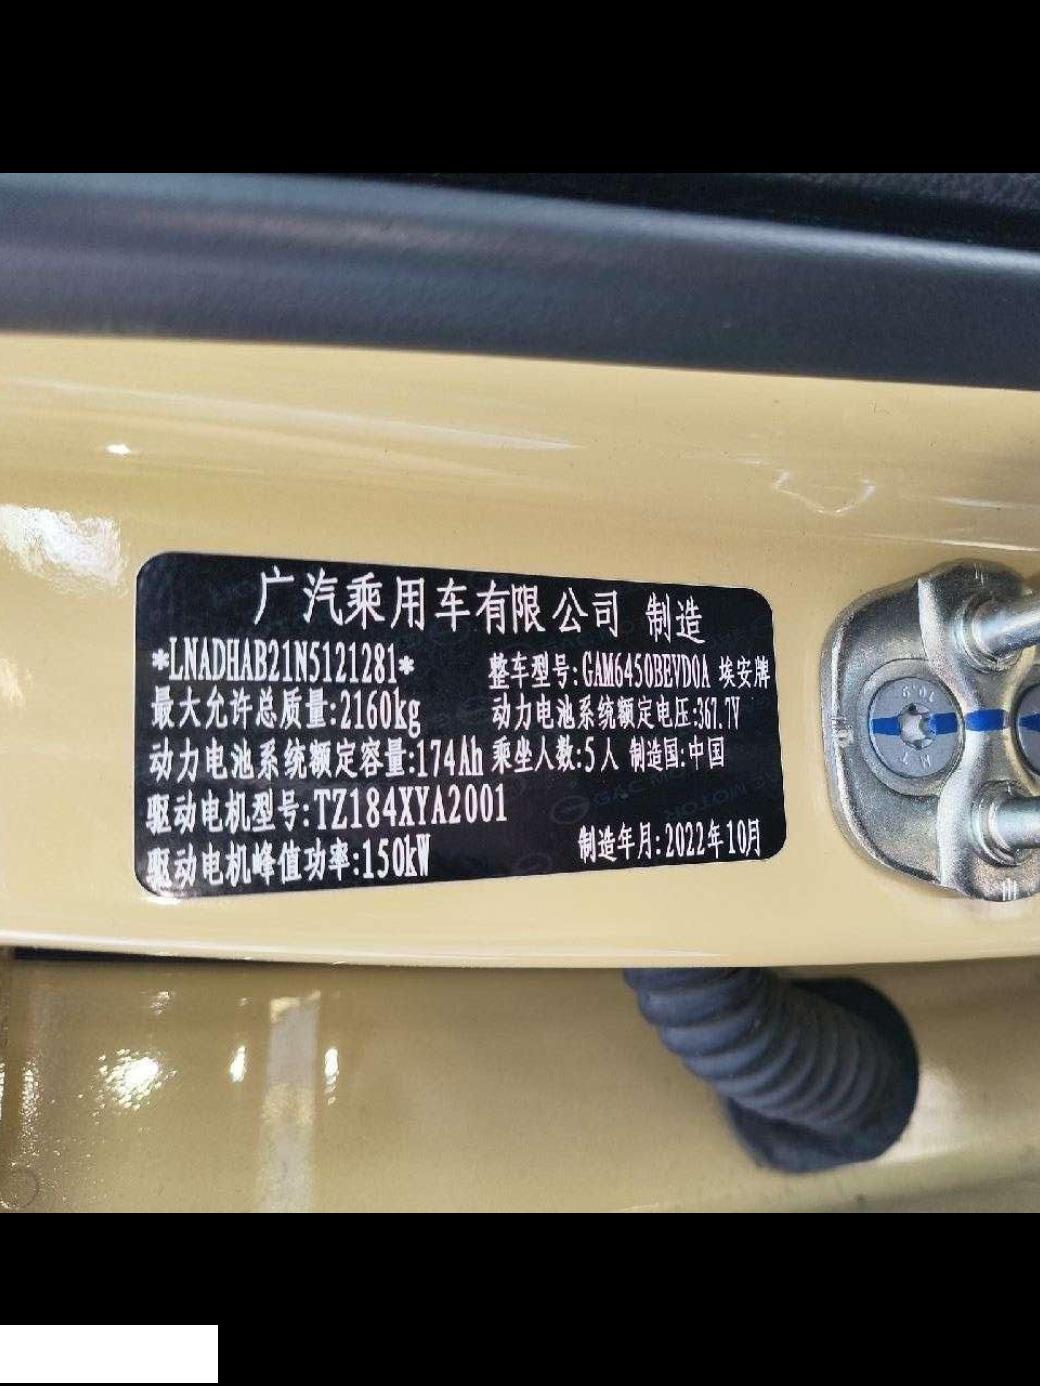 广汽乘用车有限公司 制造
*LNADHAB21N5121281* 整车型号:GAM6450BEVD0A 埃安牌
最大允许总质量:2160kg 动力电池系统额定电压:367.7V
动力电池系统额定容量:174Ah 乘坐人数:5人 制造国:中国
驱动电机型号:TZ184XYA2001
驱动电机峰值功率:150kW 制造年月:2022年10月